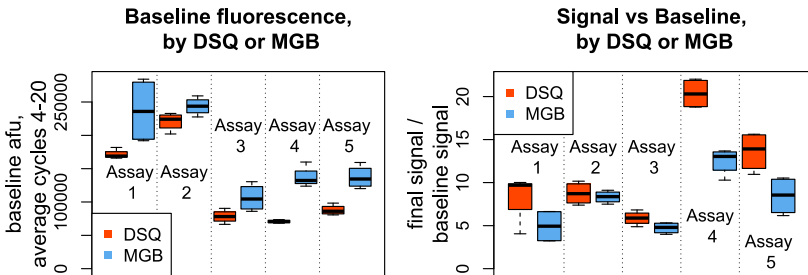 Baseline fluorescence,
by DSQ or MGB
baseline afu,
average cycles 4-20
250000
100000
0
Assay
1
Assay
2
Assay
3
Assay
4
Assay
5
DSQ
MGB
Signal vs Baseline,
by DSQ or MGB
final signal /
baseline signal
20
15
10
5
0
DSQ
MGB
Assay
1
Assay
2
Assay
3
Assay
4
Assay
5